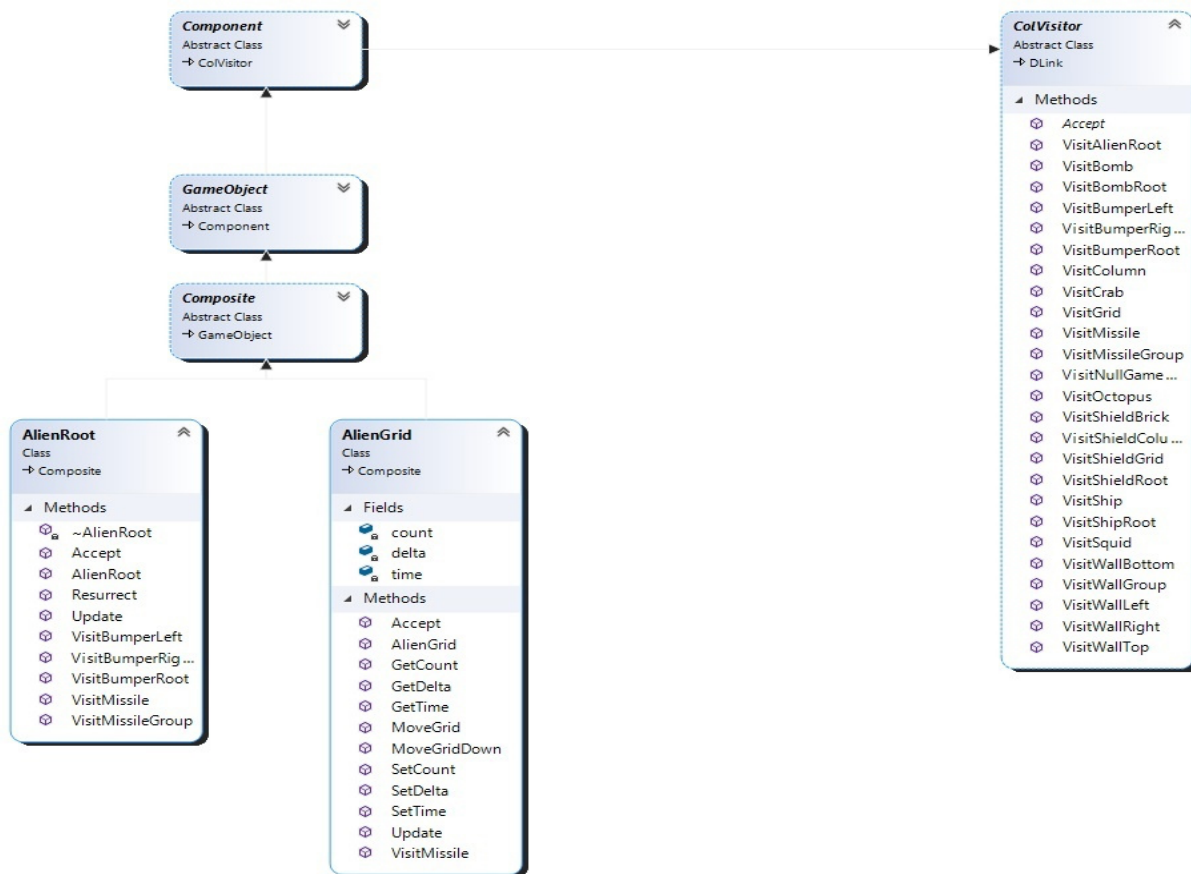 Component
Abstract Class
ColVisitor
ColVisitor
Abstract Class
DLink
Methods
Accept
VisitAlienRoot
VisitBomb
VisitBombRoot
VisitBumperLeft
VisitBumperRig ...
VisitBumperRoot
VisitColumn
VisitCrab
VisitGrid
VisitMissile
VisitMissileGroup
VisitNullGame ...
VisitOctopus
VisitShieldBrick
VisitShieldColu ...
VisitShieldGrid
VisitShieldRoot
VisitShip
VisitShipRoot
VisitSquid
VisitWallBottom
VisitWallGroup
VisitWallLeft
VisitWallRight
VisitWallTop
GameObject
Abstract Class
Component
Composite
Abstract Class
GameObject
AlienRoot
Class
Composite
Methods
~AlienRoot
Accept
AlienRoot
Resurrect
Update
VisitBumperLeft
VisitBumperRig ...
VisitBumperRoot
VisitMissile
VisitMissileGroup
AlienGrid
Class
Composite
Fields
count
delta
time
Methods
Accept
AlienGrid
GetCount
GetDelta
GetTime
MoveGrid
MoveGridDown
SetCount
SetDelta
SetTime
Update
VisitMissile